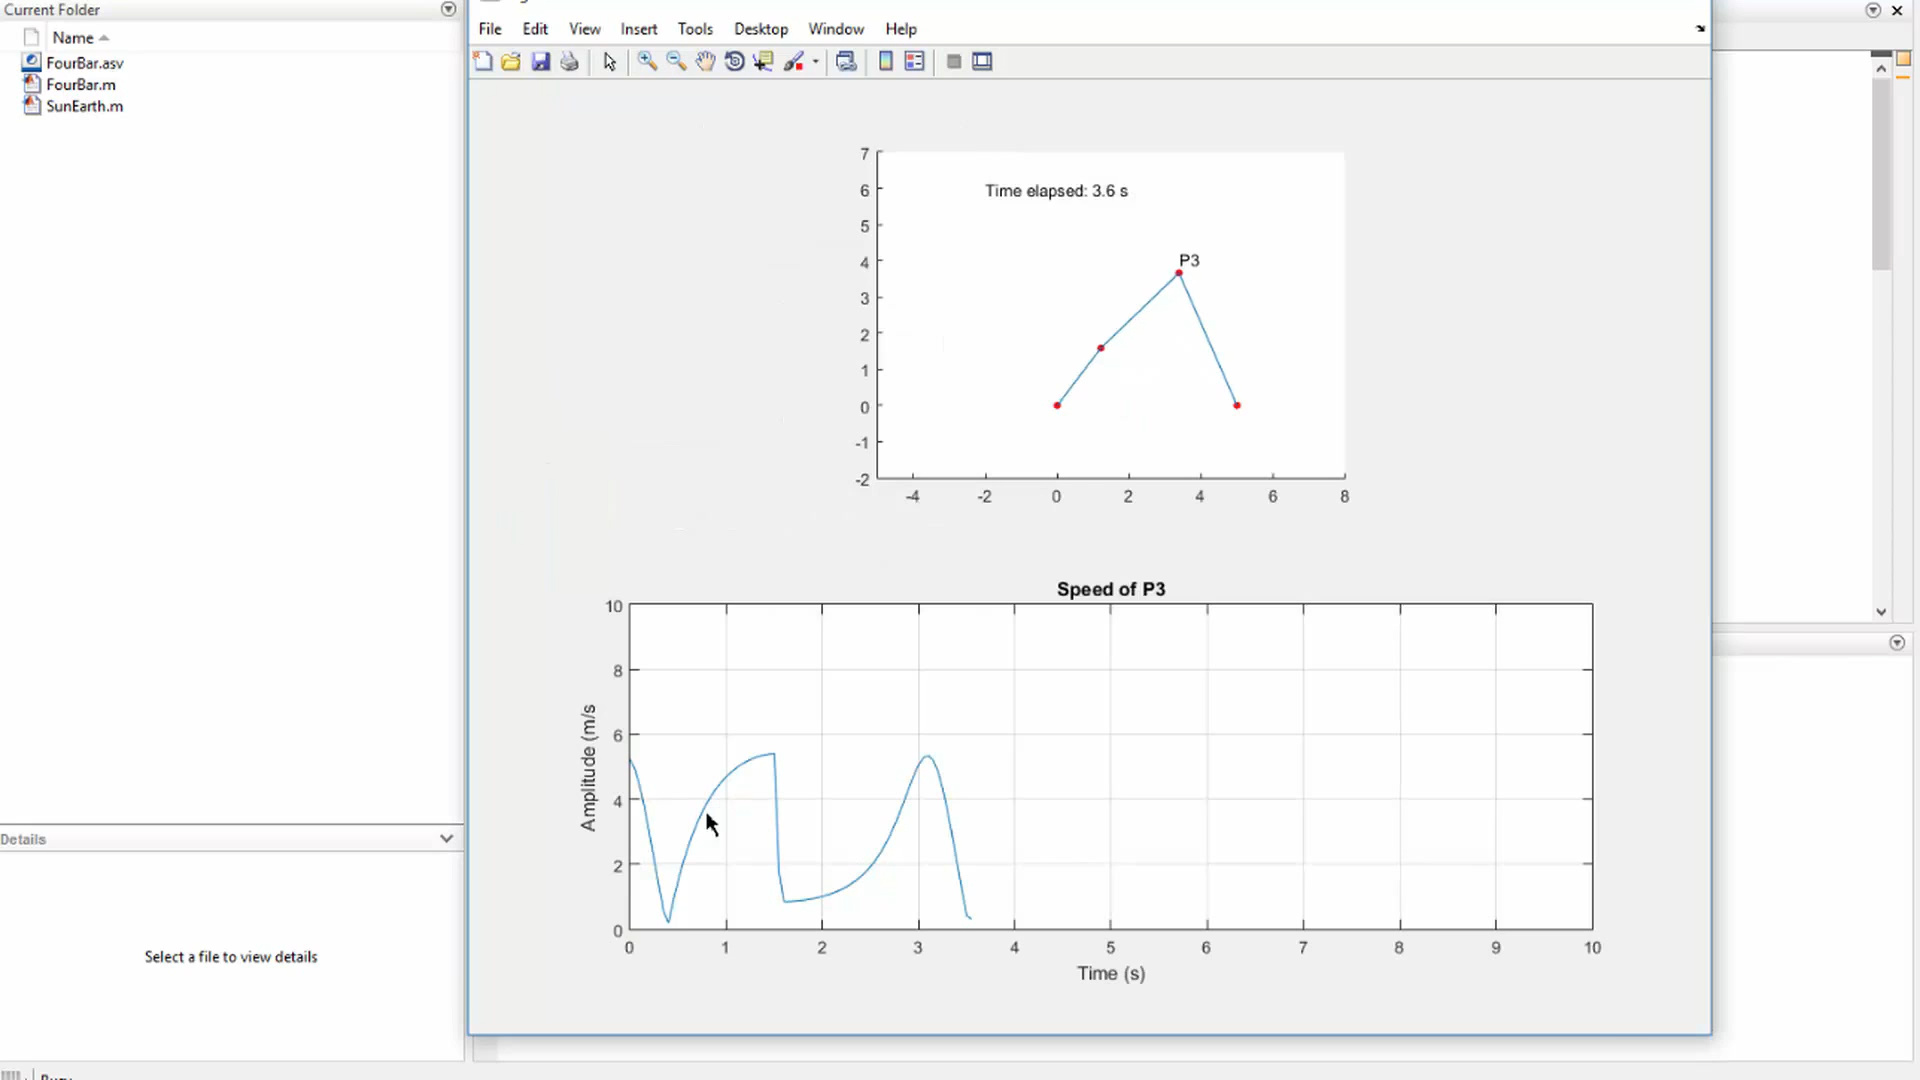 Current Folder
Name
FourBar.asv
FourBar.m
SunEarth.m
Details
Select a file to view details
File Edit View Insert Tools Desktop Window Help
7
6
5
4
3
2
1
0
-1
-2
Time elapsed: 3.6 s
P3
-4 -2 0 2 4 6 8
Speed of P3
10
8
6
4
2
0
Amplitude (m/s
0 1 2 3 4 5 6 7 8 9 10
Time (s)